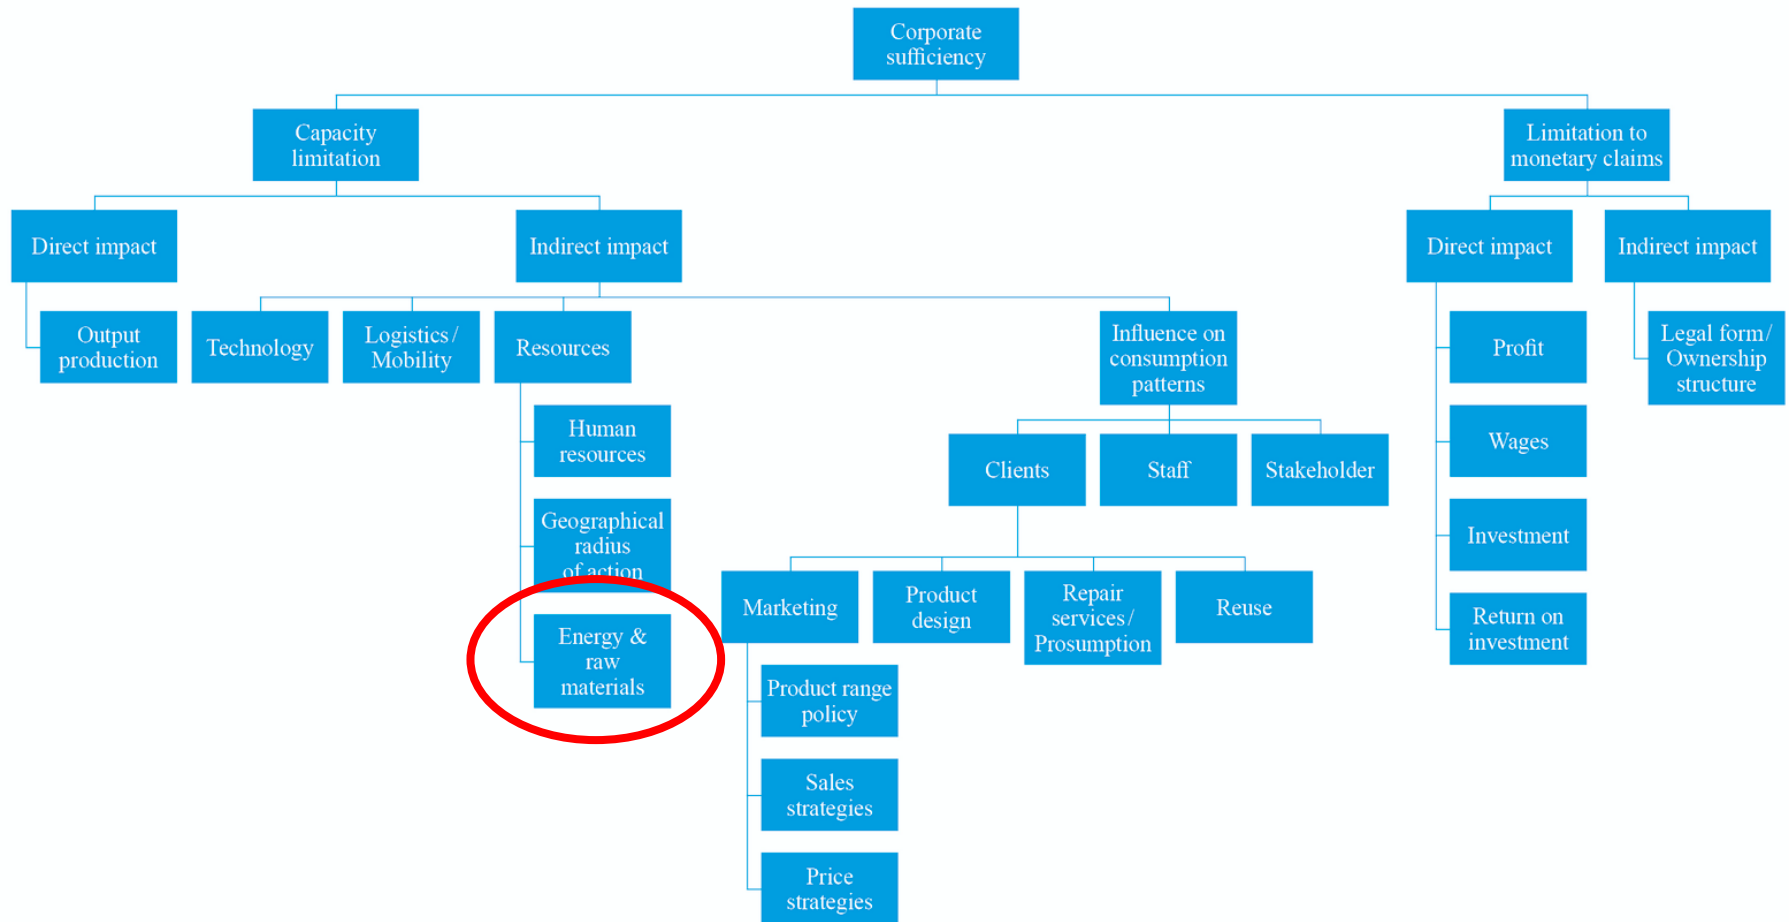 Corporate
sufficiency
Capacity
limitation
Limitation to
monetary claims
Direct impact
Indirect impact
Direct impact
Indirect impact
Output
production
Technology
Logistics/
Mobility
Resources
Influence on
consumption
patterns
Profit
Legal form/
Ownership
structure
Human
resources
Clients
Staff
Stakeholder
Wages
Geographical
radius
of action
Investment
Marketing
Product
design
Repair
services/
Prosumption
Reuse
Return on
investment
Energy &
raw
materials
Product range
policy
Sales
strategies
Price
strategies